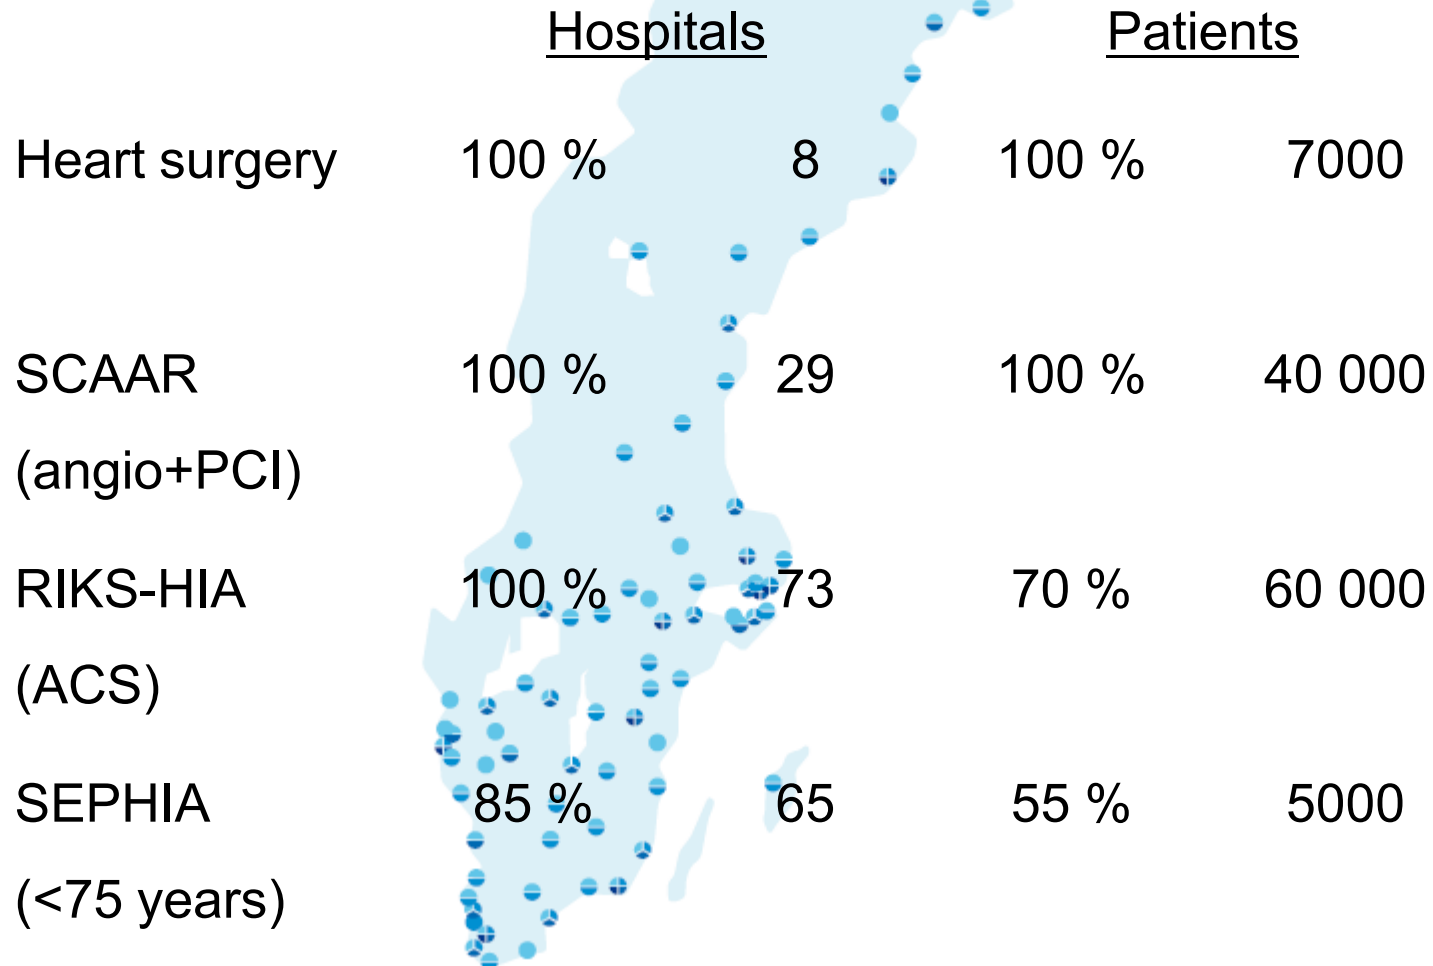 Hospitals Patients
Heart surgery 100 % 8 100 % 7000
SCAAR 100 % 29 100 % 40 000
(angio+PCI)
RIKS-HIA 100 % 73 70 % 60 000
(ACS)
SEPHIA 85 % 65 55 % 5000
(<75 years)